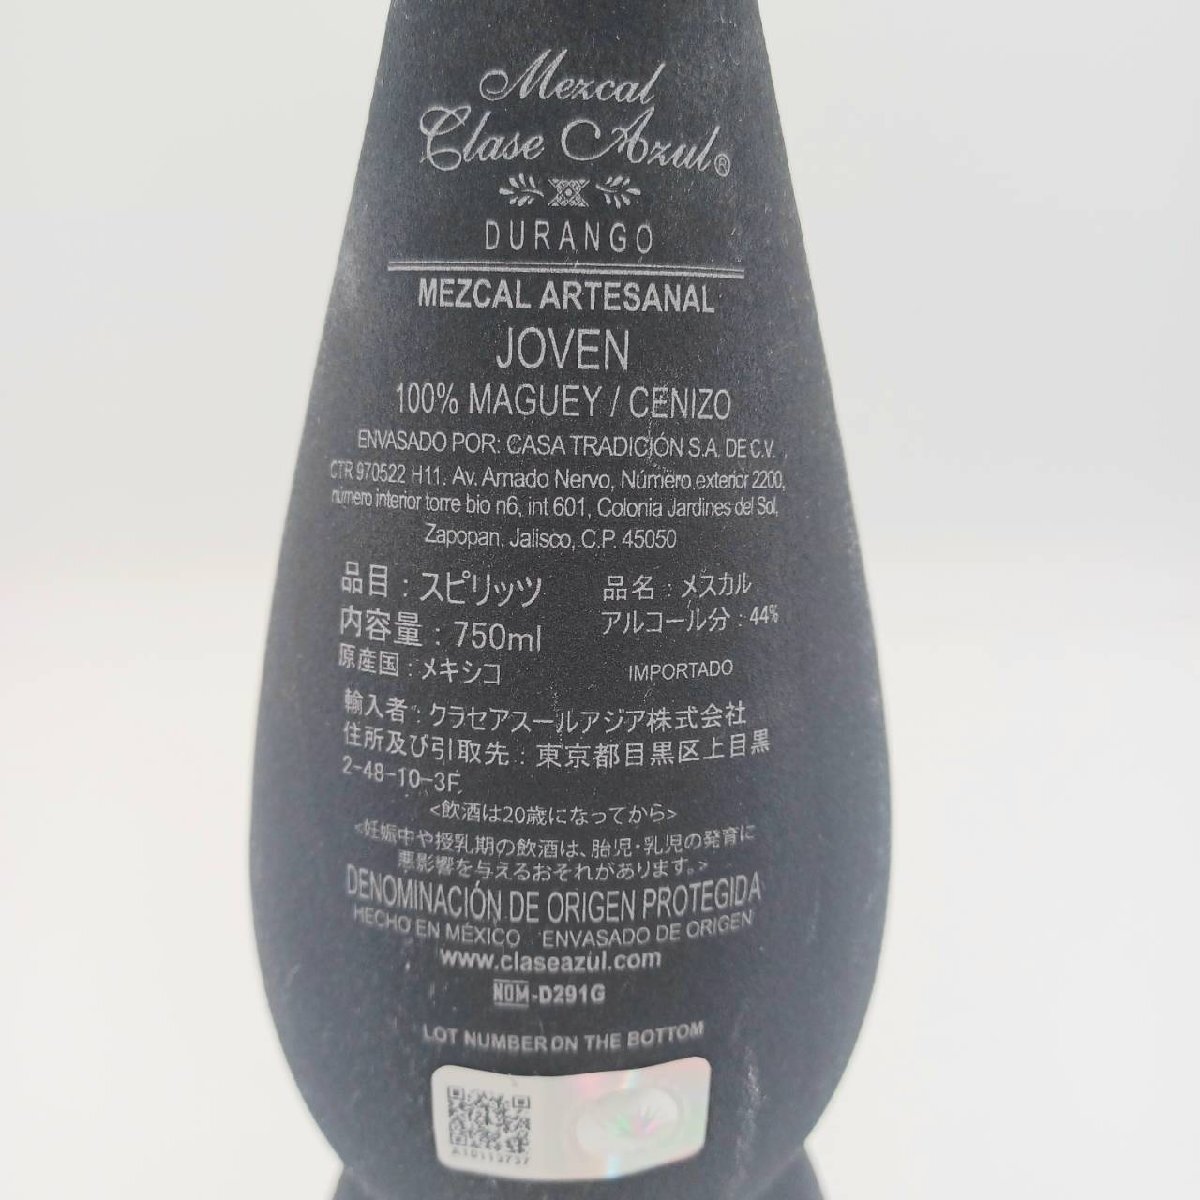 Mezcal
Clase Azul®
DURANGO
MEZCAL ARTESANAL
JOVEN
100% MAGUEY / CENIZO
ENVASADO POR: CASA TRADICIÓN S.A. DE C.V.
CTR 970522 H11. Av. Amado Nervo, Número exterior 2200,
número interior torre bio n6, int 601, Colonia Jardines del Sol,
Zapopan. Jalisco, C.P. 45050
品目：スピリッツ 品名：メスカル
内容量：750ml アルコール分：44%
原産国：メキシコ IMPORTADO
輸入者：クラセアスールアジア株式会社
住所及び引取先：東京都目黒区上目黒
2-48-10-3F
<飲酒は20歳になってから>
<妊娠中や授乳期の飲酒は、胎児・乳児の発育に
悪影響を与えるおそれがあります。>
DENOMINACIÓN DE ORIGEN PROTEGIDA
HECHO EN MÉXICO ENVASADO DE ORIGEN
www.claseazul.com
NOM-D291G
LOT NUMBER ON THE BOTTOM